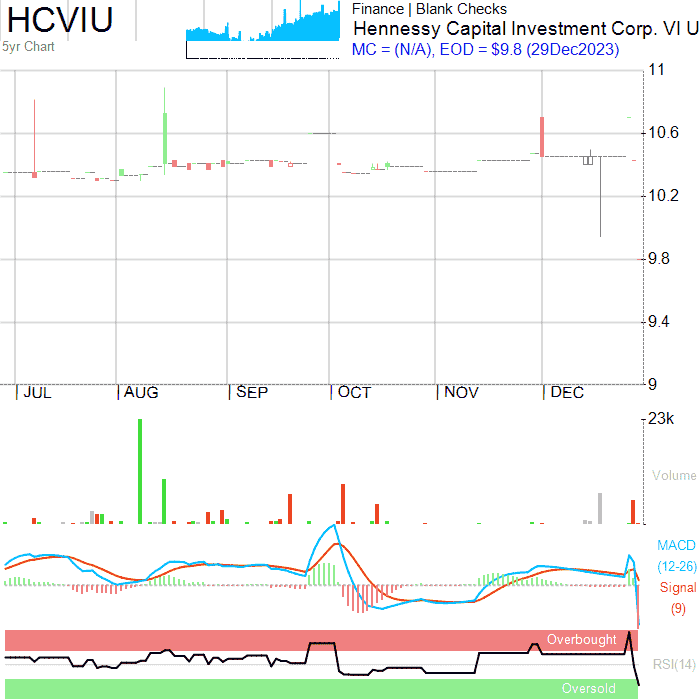 HCVIU
5yr Chart
Finance | Blank Checks
Hennessy Capital Investment Corp. VI U
MC = (N/A), EOD = $9.8 (29Dec2023)
11
10.6
10.2
9.8
9.4
9
JUL AUG SEP OCT NOV DEC
23k
Volume
MACD
(12-26)
Signal
(9)
Overbought
RSI(14)
Oversold